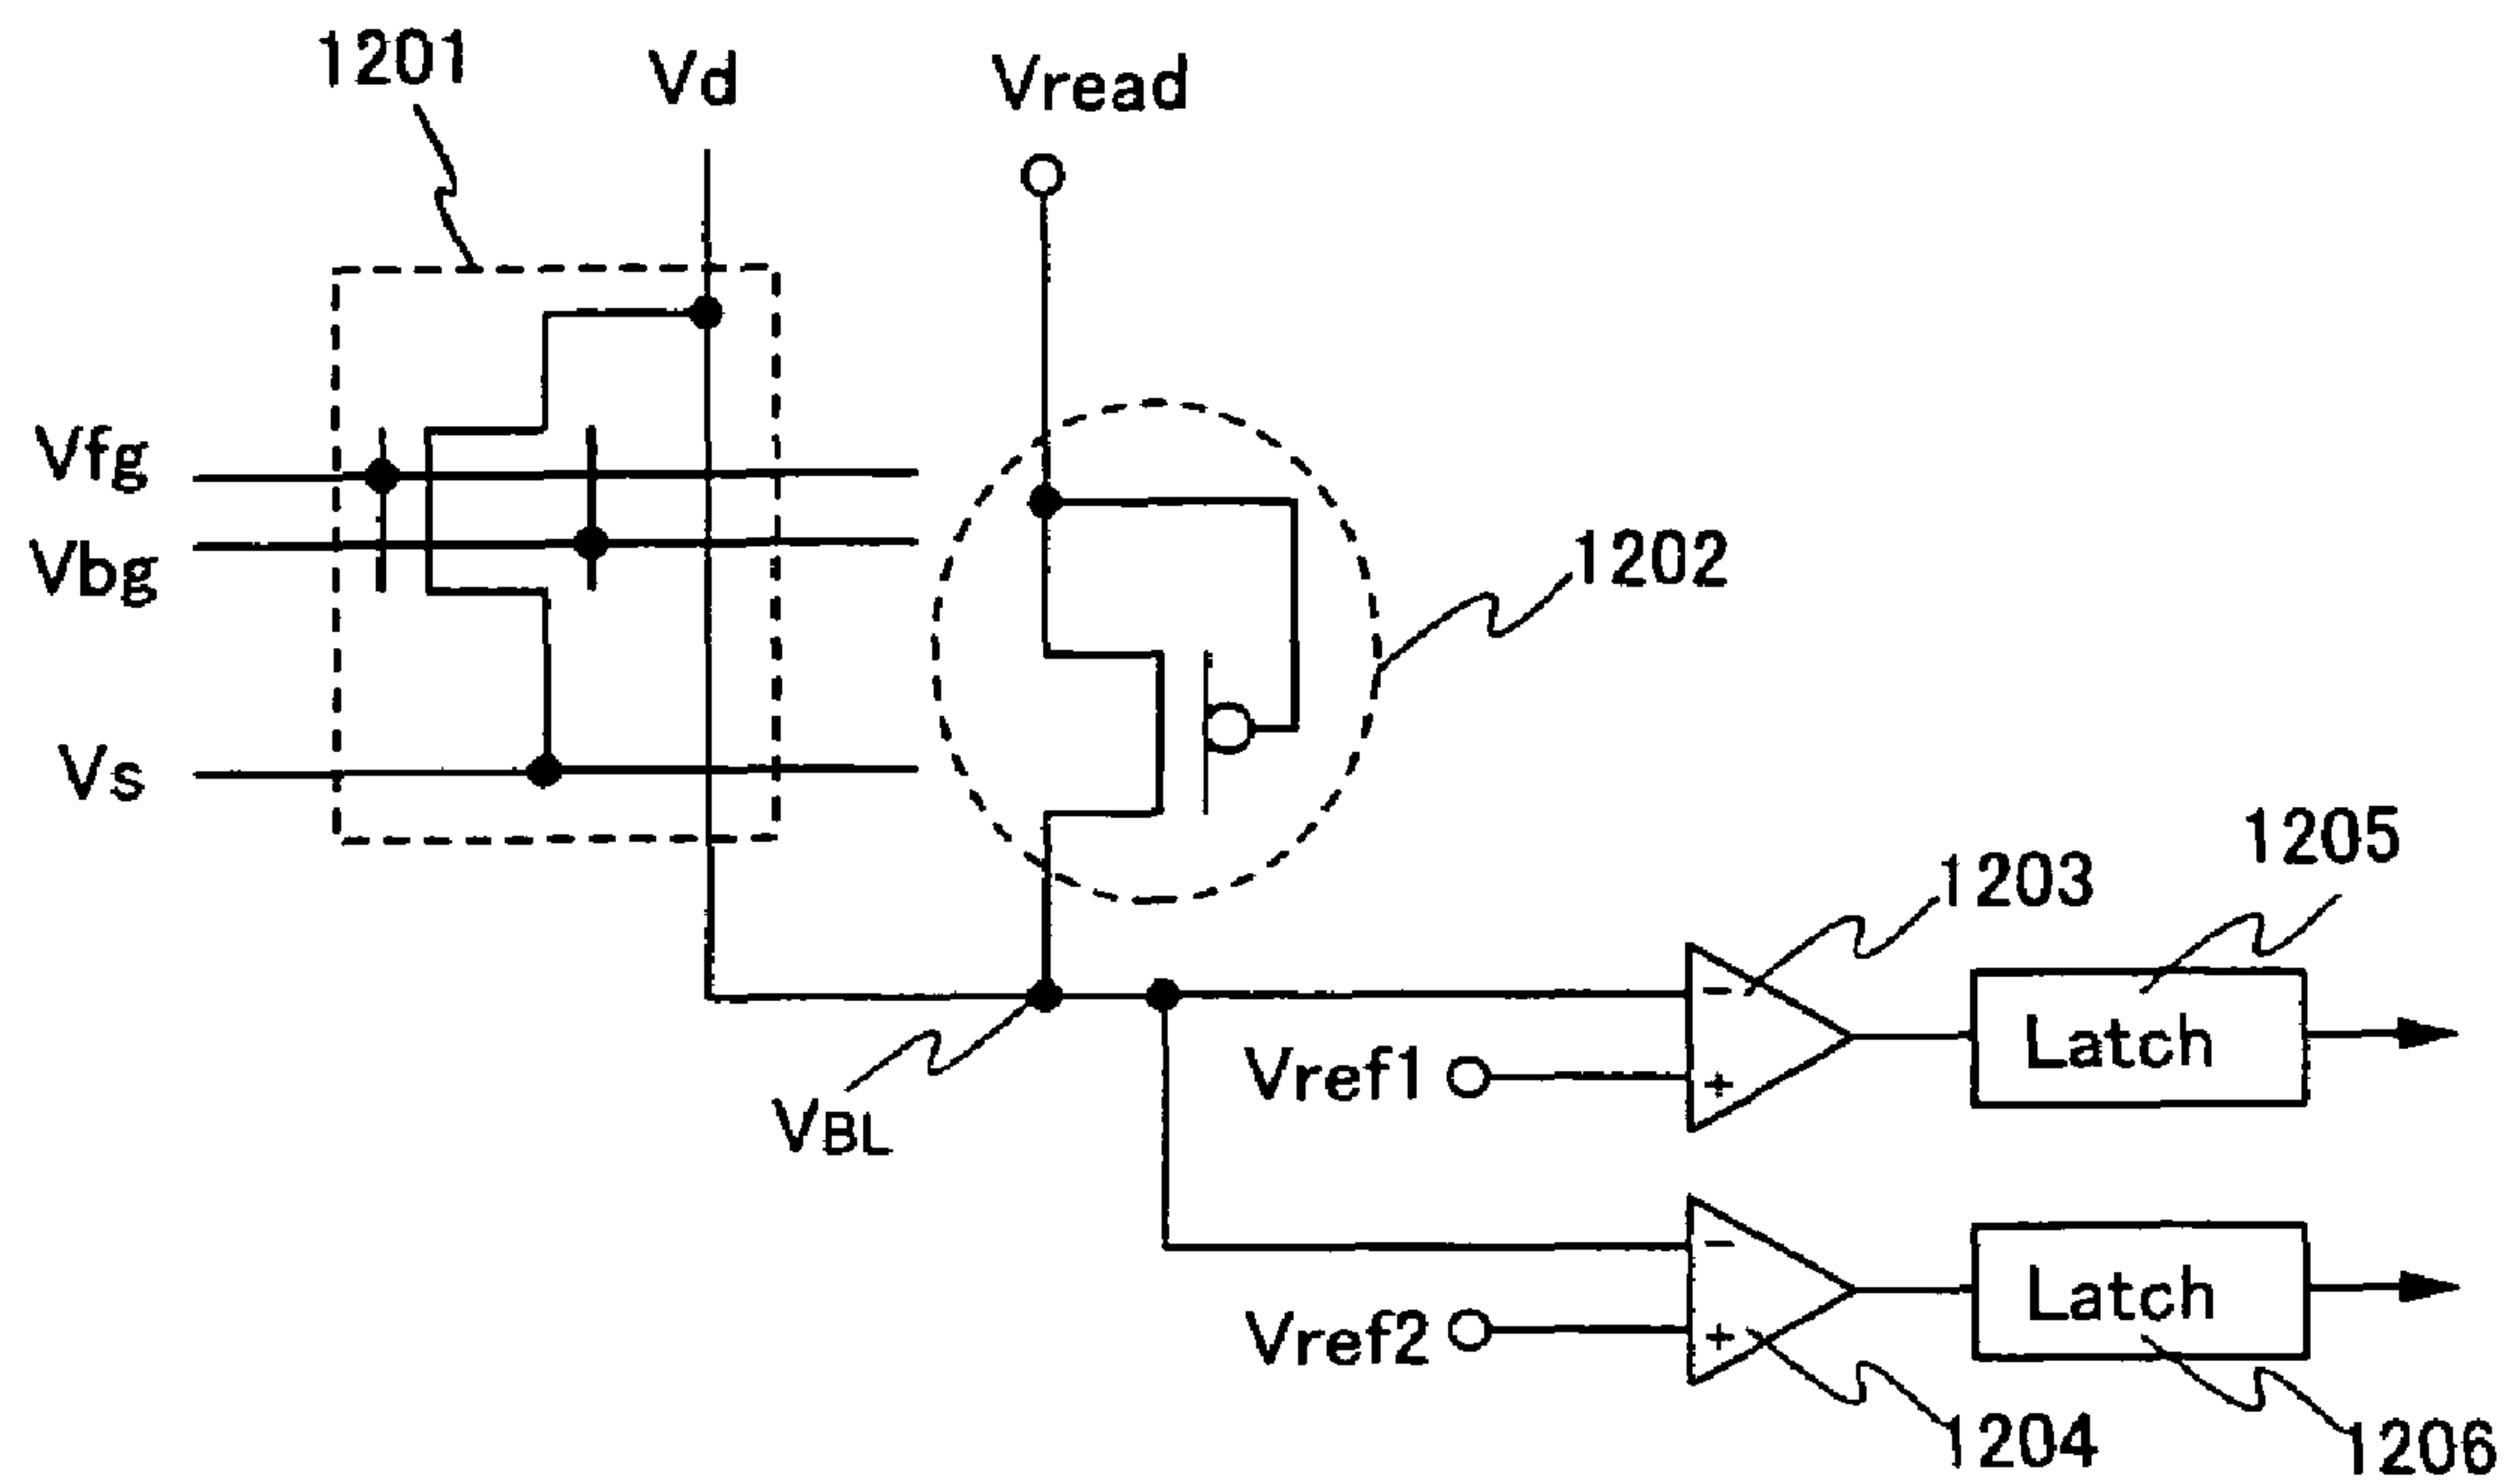 1201
Vd
Vread
Vfg
Vbg
1202
Vs
1205
1203
-
Latch
Vref1
+
VBL
-
Latch
Vref2
+
1204
1206